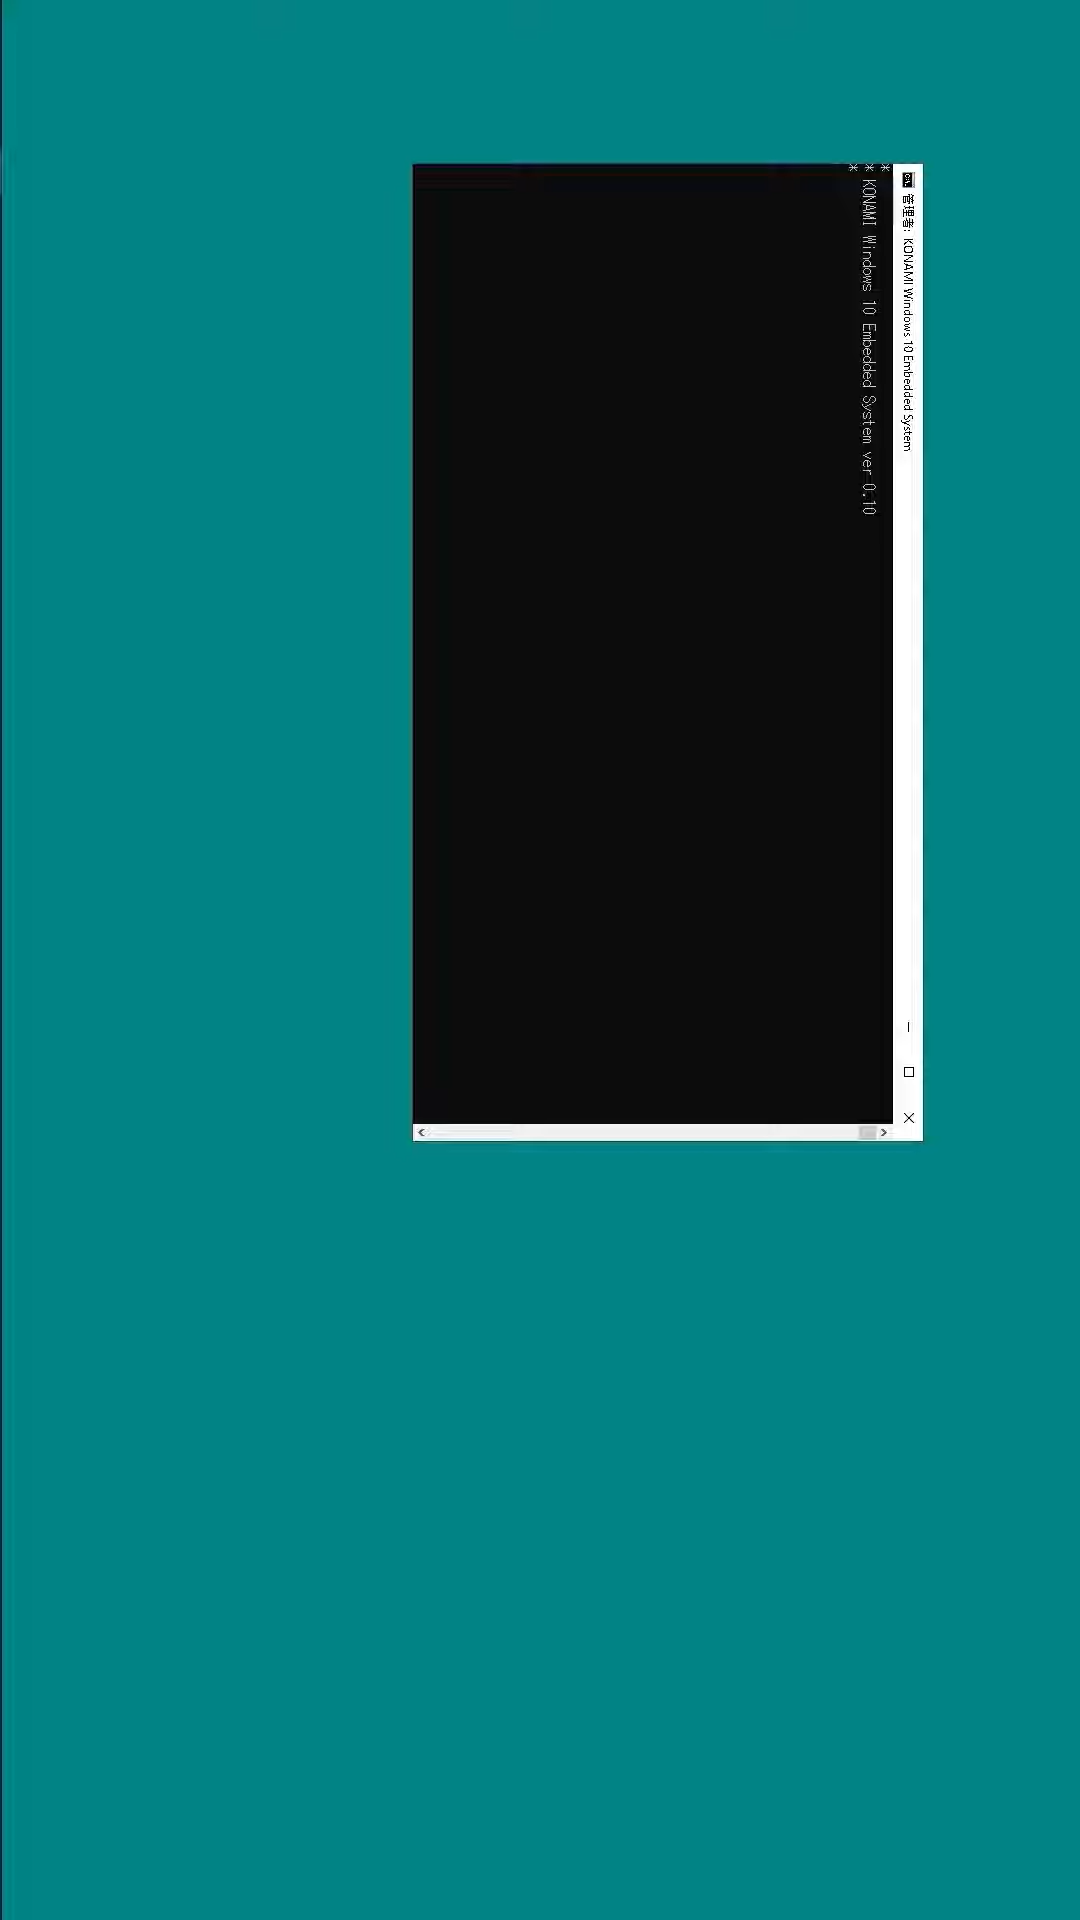 管理者: KONAMI Windows 10 Embedded System
*
* KONAMI Windows 10 Embedded System ver 0.10
*